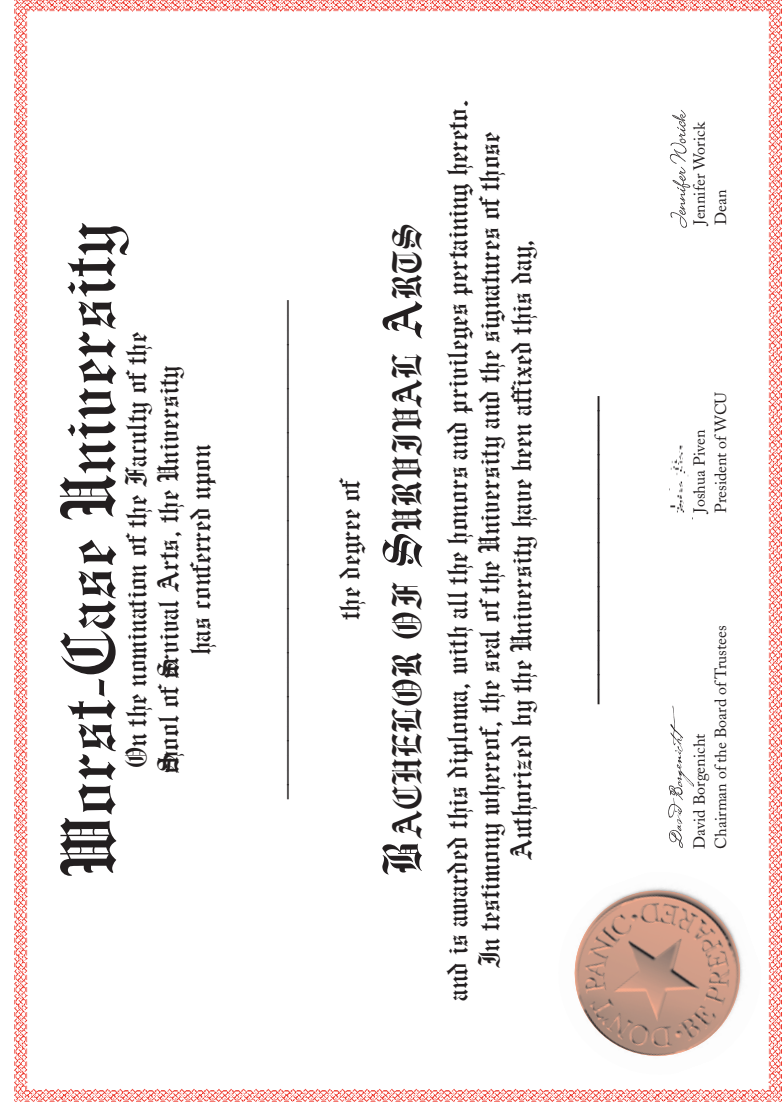 Worst-Case University
On the nomination of the Faculty of the
School of Survival Arts, the University
has conferred upon
the degree of
BACHELOR OF SURVIVAL ARTS
and is awarded this diploma, with all the honors and privileges pertaining hereto.
In testimony whereof, the seal of the University and the signatures of those
Authorized by the University have been affixed this day,
DON'T PANIC · BE PREPARED ·
David Borgenicht
David Borgenicht
Chairman of the Board of Trustees
Joshua Piven
President of WCU
Jennifer Worick
Jennifer Worick
Dean